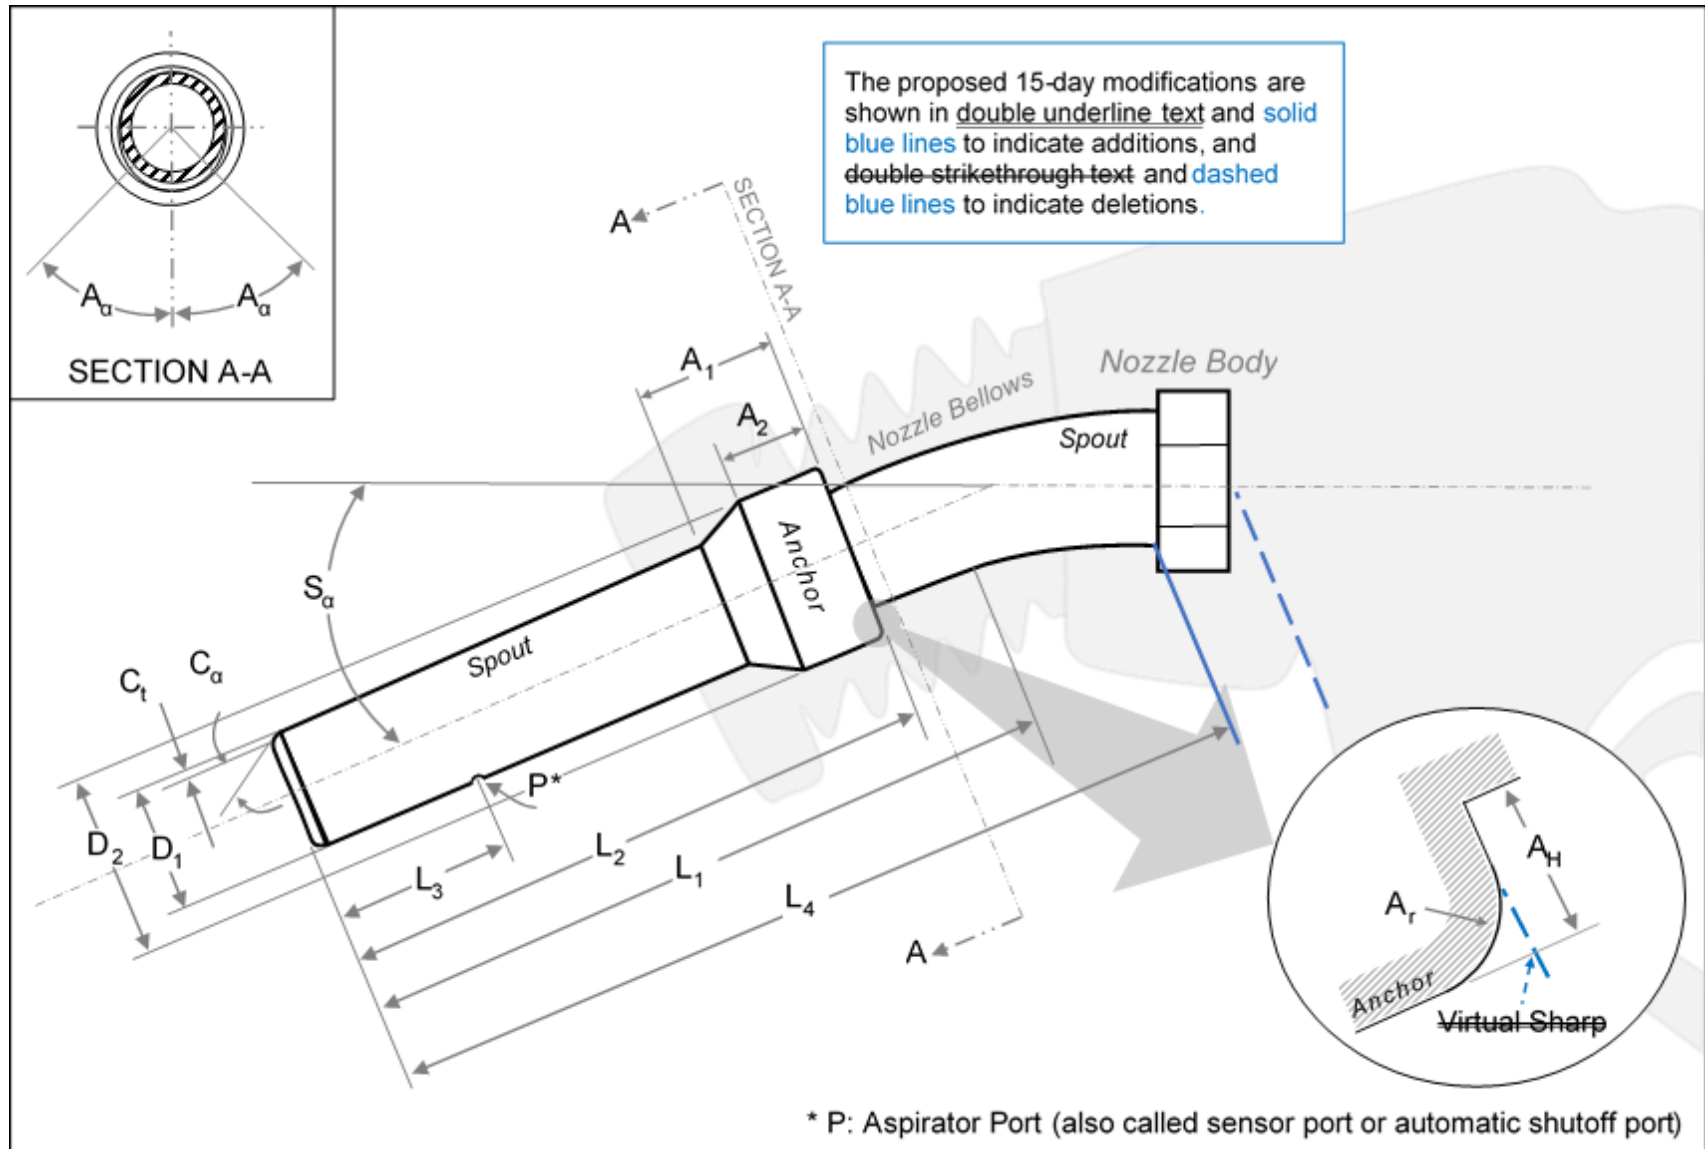 Aα
Aα
SECTION A-A
The proposed 15-day modifications are
shown in double underline text and solid
blue lines to indicate additions, and
double strikethrough text and dashed
blue lines to indicate deletions.
A
SECTION A-A
A1
A2
Nozzle Bellows
Nozzle Body
Spout
Anchor
Sα
Spout
Cα
Ct
P*
D2
D1
L3
L2
L1
L4
A
AH
Ar
Anchor
Virtual Sharp
* P: Aspirator Port (also called sensor port or automatic shutoff port)